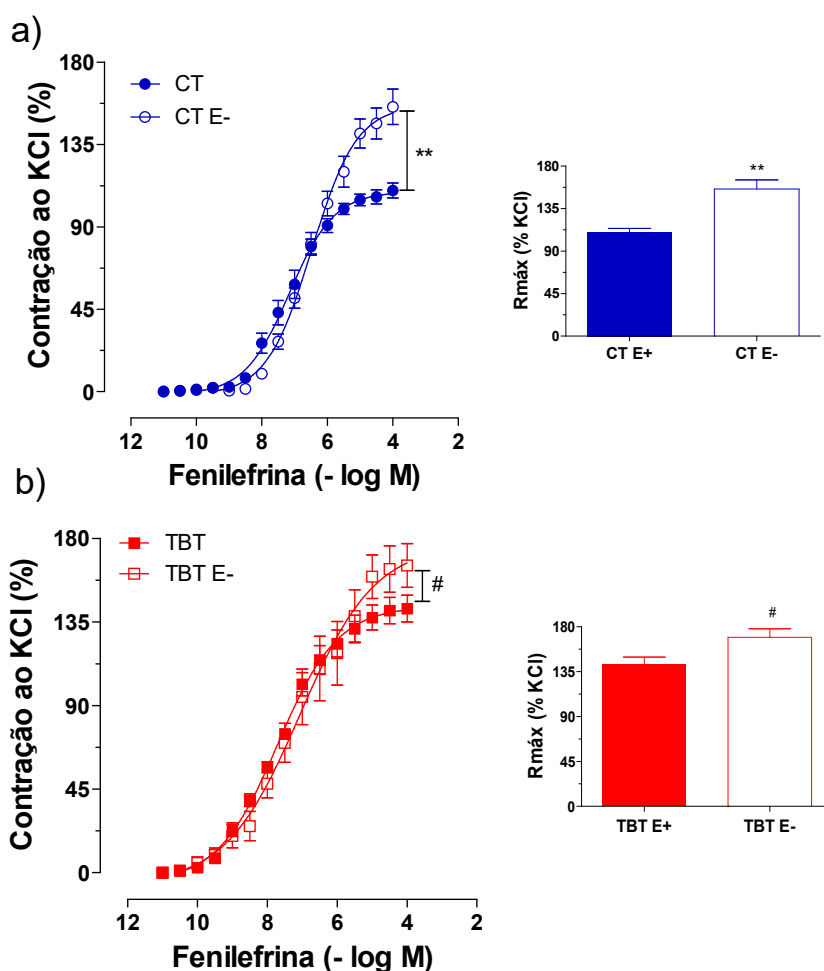 a)
Contração ao KCl (%)
180
135
90
45
0
CT
CT E-
**
12 10 8 6 4 2
Fenilefrina (- log M)
Rmáx (% KCl)
180
135
90
45
0
**
CT E+ CT E-
b)
Contração ao KCl (%)
180
135
90
45
0
TBT
TBT E-
#
12 10 8 6 4 2
Fenilefrina (- log M)
Rmáx (% KCl)
180
135
90
45
0
#
TBT E+ TBT E-